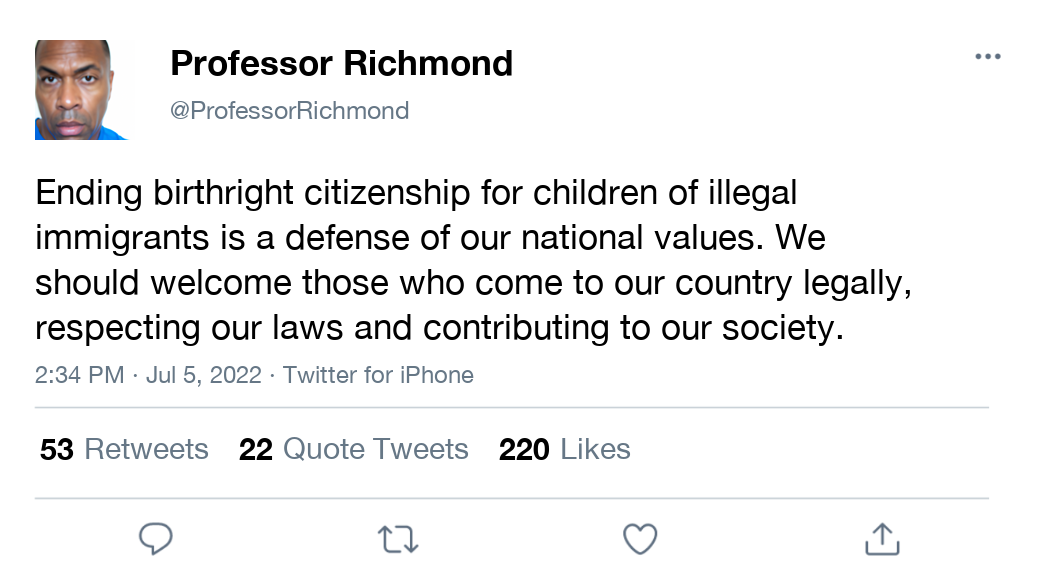 Professor Richmond
@ProfessorRichmond
Ending birthright citizenship for children of illegal
immigrants is a defense of our national values. We
should welcome those who come to our country legally,
respecting our laws and contributing to our society.
2:34 PM · Jul 5, 2022 · Twitter for iPhone
53 Retweets 22 Quote Tweets 220 Likes